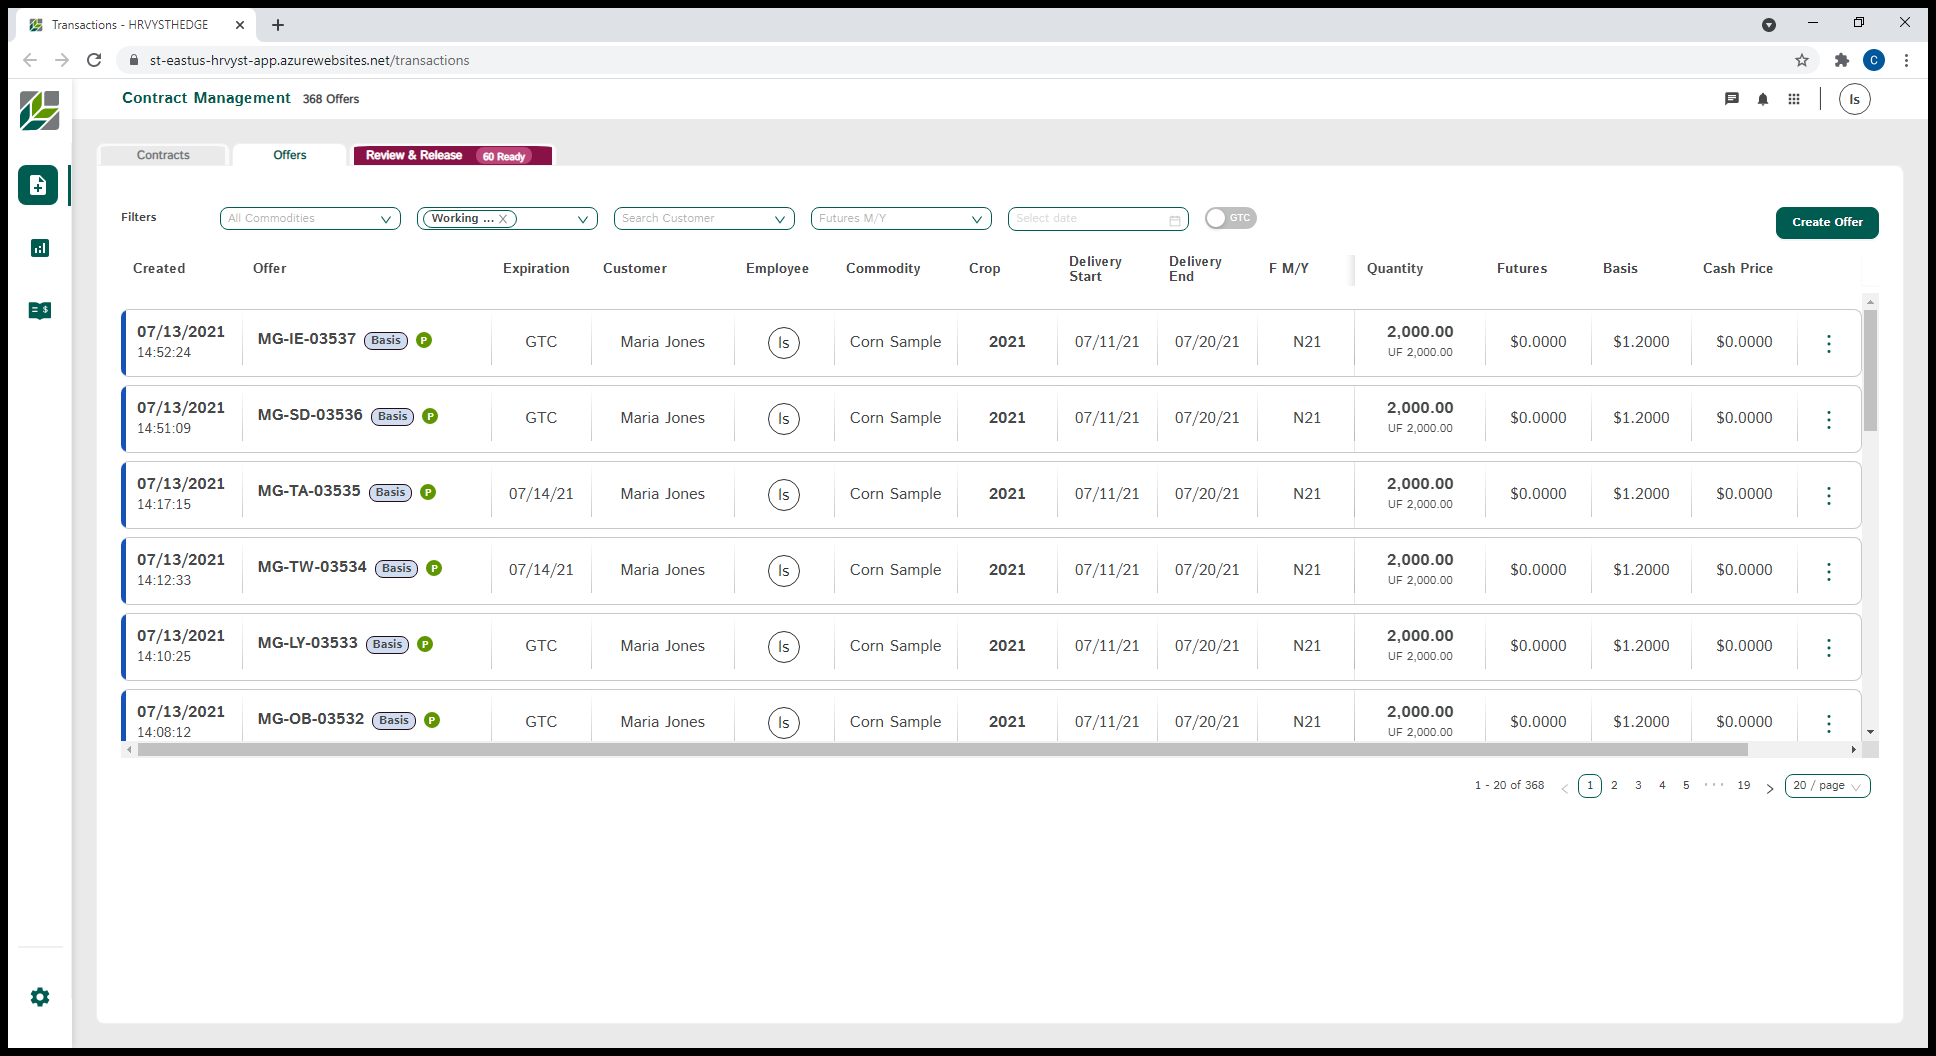 Transactions - HRVYSTHEDGE
st-eastus-hrvyst-app.azurewebsites.net/transactions
C
Contract Management 368 Offers
ls
Contracts Offers Review & Release 60 Ready
Filters All Commodities Working ... Search Customer Futures M/Y Select date GTC Create Offer
Created Offer Expiration Customer Employee Commodity Crop Delivery Start Delivery End F M/Y Quantity Futures Basis Cash Price
07/13/2021 MG-IE-03537 Basis P GTC Maria Jones ls Corn Sample 2021 07/11/21 07/20/21 N21 2,000.00 $0.0000 $1.2000 $0.0000
14:52:24 UF 2,000.00
07/13/2021 MG-SD-03536 Basis P GTC Maria Jones ls Corn Sample 2021 07/11/21 07/20/21 N21 2,000.00 $0.0000 $1.2000 $0.0000
14:51:09 UF 2,000.00
07/13/2021 MG-TA-03535 Basis P 07/14/21 Maria Jones ls Corn Sample 2021 07/11/21 07/20/21 N21 2,000.00 $0.0000 $1.2000 $0.0000
14:17:15 UF 2,000.00
07/13/2021 MG-TW-03534 Basis P 07/14/21 Maria Jones ls Corn Sample 2021 07/11/21 07/20/21 N21 2,000.00 $0.0000 $1.2000 $0.0000
14:12:33 UF 2,000.00
07/13/2021 MG-LY-03533 Basis P GTC Maria Jones ls Corn Sample 2021 07/11/21 07/20/21 N21 2,000.00 $0.0000 $1.2000 $0.0000
14:10:25 UF 2,000.00
07/13/2021 MG-OB-03532 Basis P GTC Maria Jones ls Corn Sample 2021 07/11/21 07/20/21 N21 2,000.00 $0.0000 $1.2000 $0.0000
14:08:12 UF 2,000.00
1 - 20 of 368 < 1 2 3 4 5 ••• 19 > 20 / page